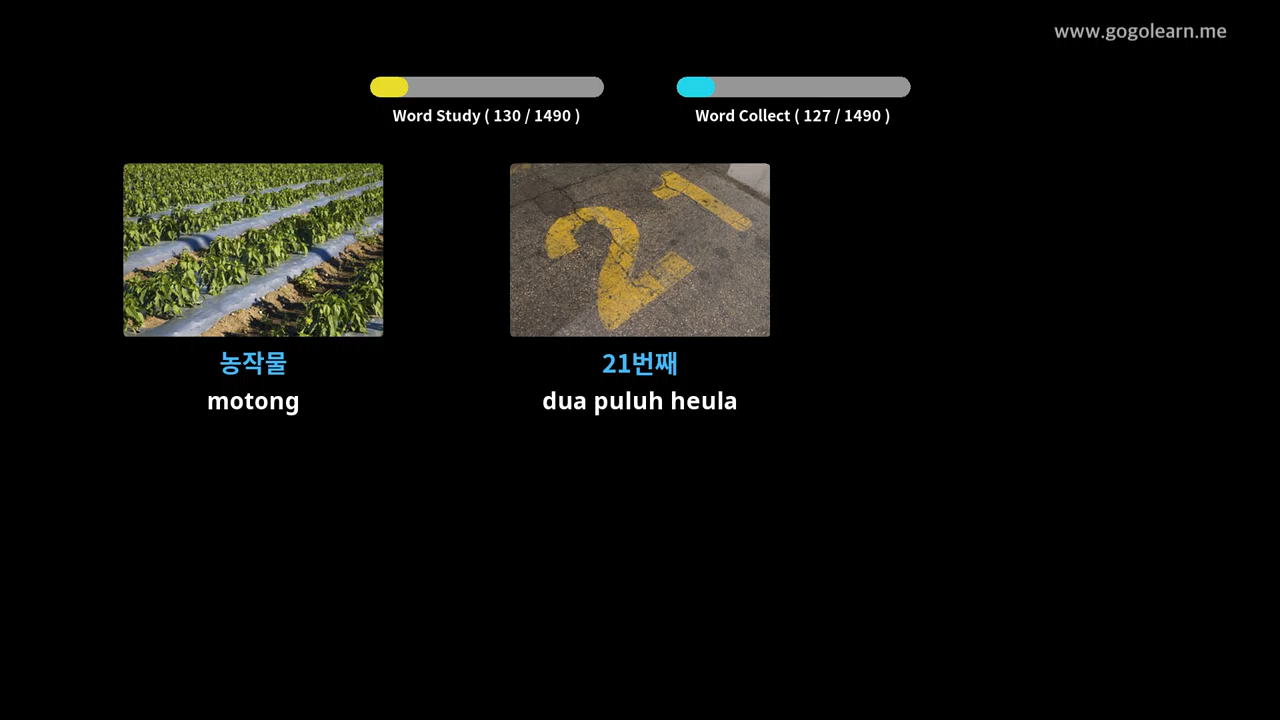 www.gogolearn.me
Word Study ( 130 / 1490 )
Word Collect ( 127 / 1490 )
21
농작물
21번째
motong
dua puluh heula